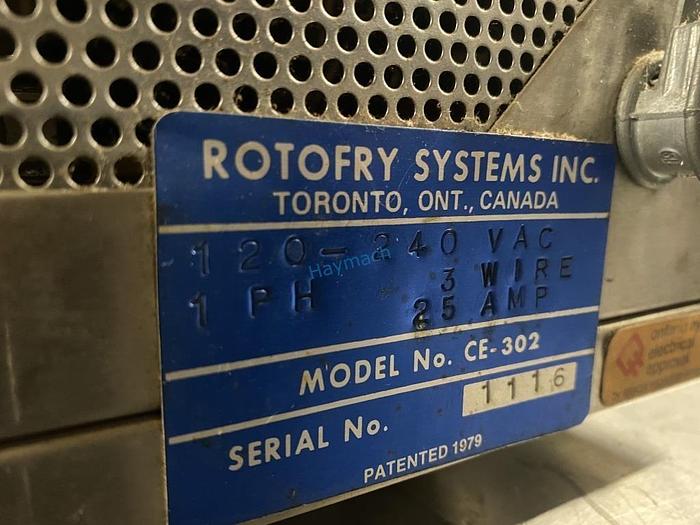 ROTOFRY SYSTEMS INC.
TORONTO, ONT., CANADA
120-240 VAC
3 WIRE
1 PH 25 AMP
Haymach
MODEL No. CE-302
SERIAL No. 1116
PATENTED 1979
electrical